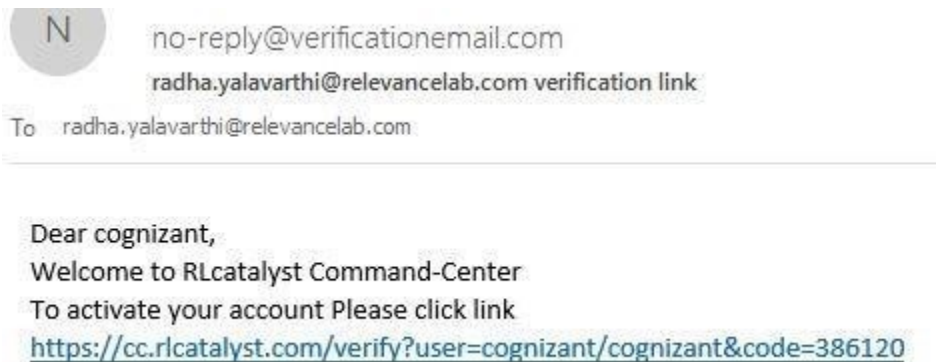 N
no-reply@verificationemail.com
radha.yalavarthi@relevancelab.com verification link
To radha.yalavarthi@relevancelab.com
Dear cognizant,
Welcome to RLcatalyst Command-Center
To activate your account Please click link
https://cc.rlcatalyst.com/verify?user=cognizant/cognizant&code=386120